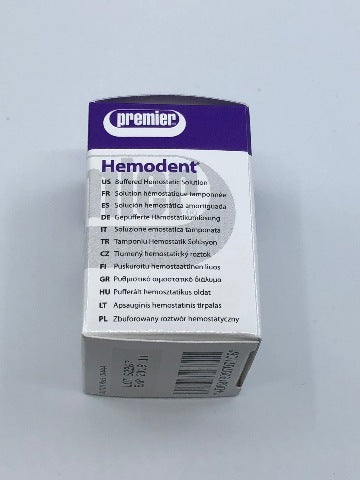 premier
Hemodent®
US Buffered Hemostatic Solution
FR Solution hémostatique tamponnée
ES Solución hemostática amortiguada
DE Gepufferte Hämostatikumlösung
IT Soluzione emostatica tamponata
TR Tamponlu Hemostatik Solüsyon
CZ Tlumený hemostatický roztok
FI Puskuroitu hemostaattinen liuos
GR Ρυθμιστικό αιμοστατικό διάλυμα
HU Pufferált hemosztatikus oldat
LT Apsauginis hemostatinis tirpalas
PL Zbuforowany roztwór hemostatyczny
LOT